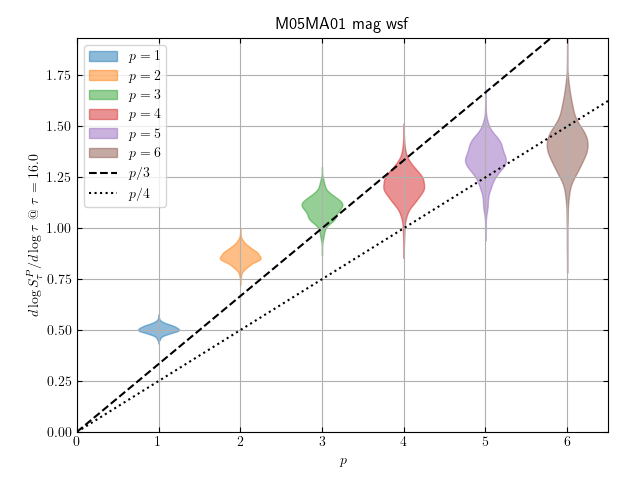 M05MA01 mag wsf
p = 1
p = 2
p = 3
p = 4
p = 5
p = 6
p/3
p/4
d log S_τ^P / d log τ @ τ = 16.0
1.75
1.50
1.25
1.00
0.75
0.50
0.25
0.00
0 1 2 3 4 5 6
p